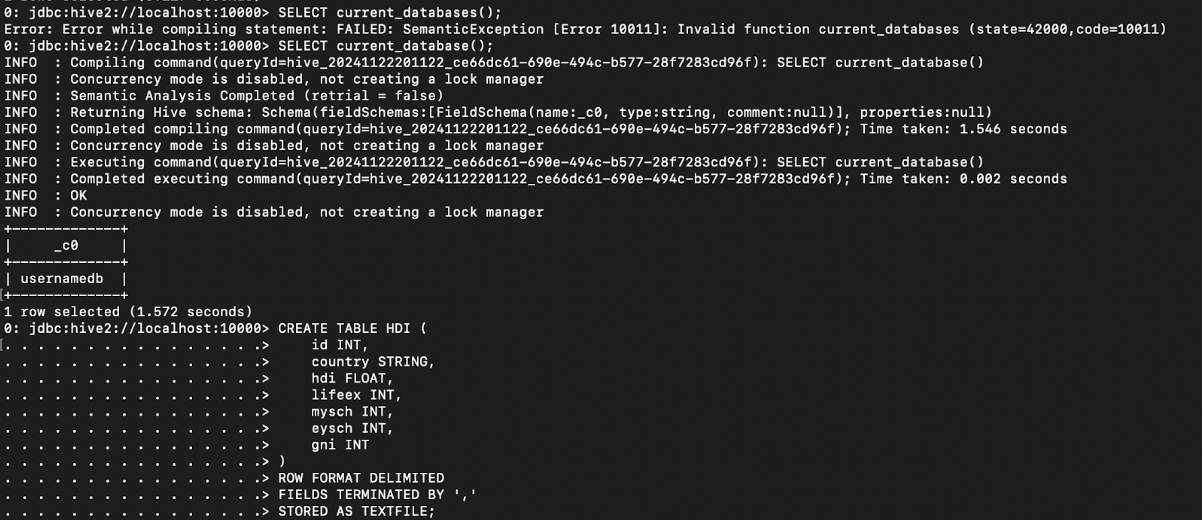 0: jdbc:hive2://localhost:10000> SELECT current_databases();
Error: Error while compiling statement: FAILED: SemanticException [Error 10011]: Invalid function current_databases (state=42000,code=10011)
0: jdbc:hive2://localhost:10000> SELECT current_database();
INFO  : Compiling command(queryId=hive_20241122201122_ce66dc61-690e-494c-b577-28f7283cd96f): SELECT current_database()
INFO  : Concurrency mode is disabled, not creating a lock manager
INFO  : Semantic Analysis Completed (retrial = false)
INFO  : Returning Hive schema: Schema(fieldSchemas:[FieldSchema(name:_c0, type:string, comment:null)], properties:null)
INFO  : Completed compiling command(queryId=hive_20241122201122_ce66dc61-690e-494c-b577-28f7283cd96f); Time taken: 1.546 seconds
INFO  : Concurrency mode is disabled, not creating a lock manager
INFO  : Executing command(queryId=hive_20241122201122_ce66dc61-690e-494c-b577-28f7283cd96f): SELECT current_database()
INFO  : Completed executing command(queryId=hive_20241122201122_ce66dc61-690e-494c-b577-28f7283cd96f); Time taken: 0.002 seconds
INFO  : OK
INFO  : Concurrency mode is disabled, not creating a lock manager
+-------------+
|     _c0     |
+-------------+
| usernamedb  |
+-------------+
1 row selected (1.572 seconds)
0: jdbc:hive2://localhost:10000> CREATE TABLE HDI (
. . . . . . . . . . . . . . . .>     id INT,
. . . . . . . . . . . . . . . .>     country STRING,
. . . . . . . . . . . . . . . .>     hdi FLOAT,
. . . . . . . . . . . . . . . .>     lifeex INT,
. . . . . . . . . . . . . . . .>     mysch INT,
. . . . . . . . . . . . . . . .>     eysch INT,
. . . . . . . . . . . . . . . .>     gni INT
. . . . . . . . . . . . . . . .> )
. . . . . . . . . . . . . . . .> ROW FORMAT DELIMITED
. . . . . . . . . . . . . . . .> FIELDS TERMINATED BY ','
. . . . . . . . . . . . . . . .> STORED AS TEXTFILE;